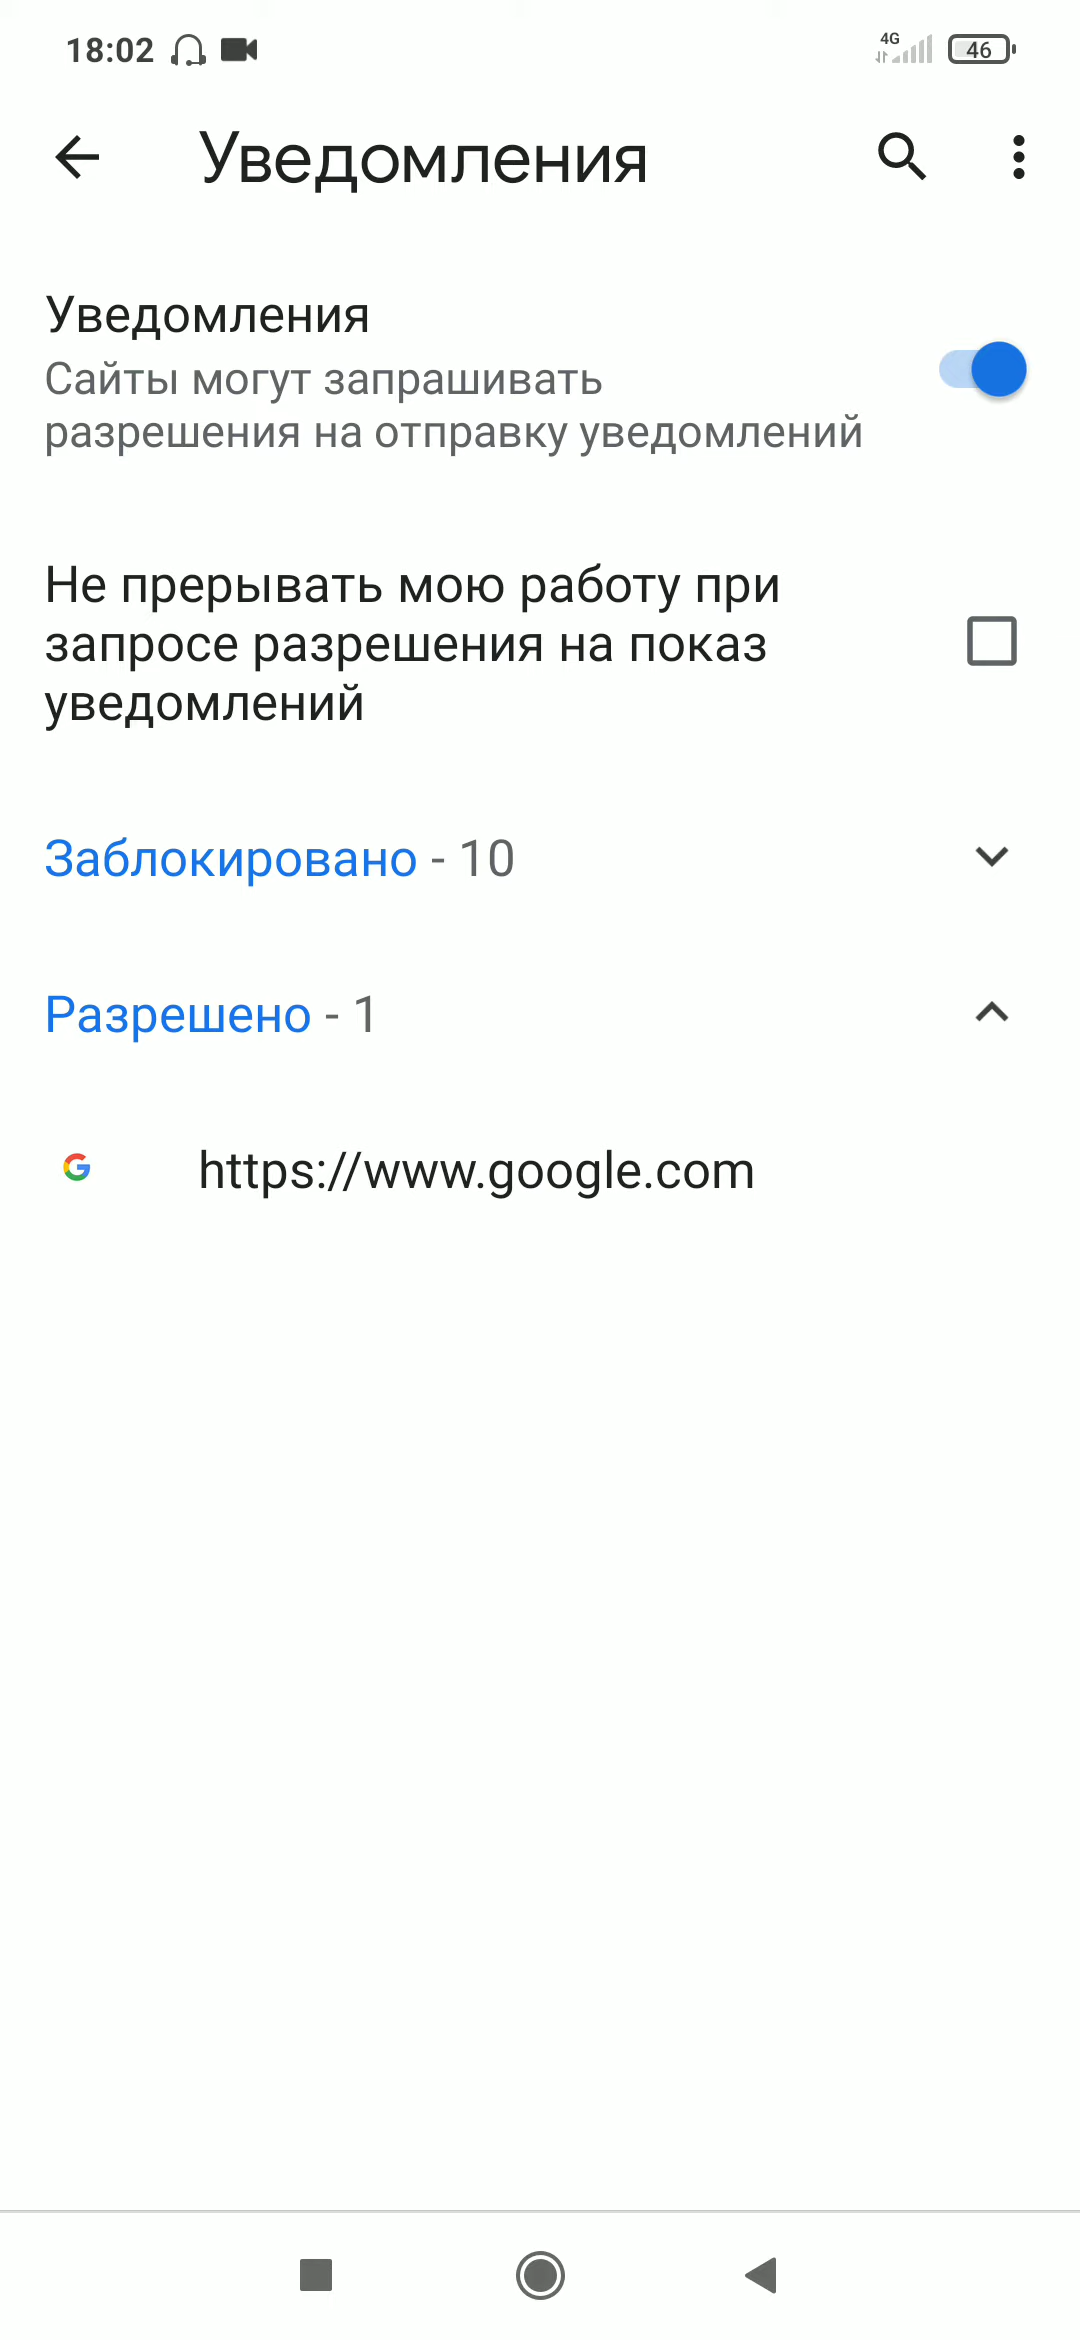 18:02
4G
46
Уведомления
Уведомления
Сайты могут запрашивать
разрешения на отправку уведомлений
Не прерывать мою работу при
запросе разрешения на показ
уведомлений
Заблокировано - 10
Разрешено - 1
https://www.google.com